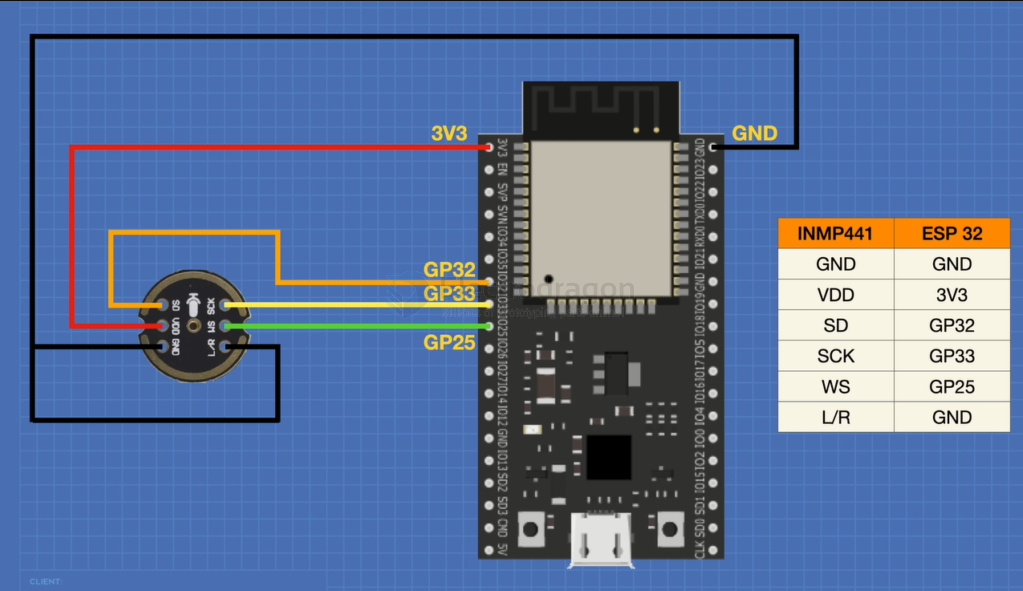 3V3
GND
GP32
GP33
GP25
3V3
EN
SVP
SVN
IO34
IO35
IO32
IO33
IO25
IO26
IO27
IO14
IO12
GND
IO13
SD2
SD3
CMD
5V
GND
IO23
IO22
TXD0
RXD0
IO21
GND
IO19
IO18
IO5
IO17
IO16
IO4
IO0
IO2
IO15
SD1
SD0
CLK
SD
VDD
GND
SCK
WS
L/R
INMP441 ESP 32
GND GND
VDD 3V3
SD GP32
SCK GP33
WS GP25
L/R GND
CLIENT: